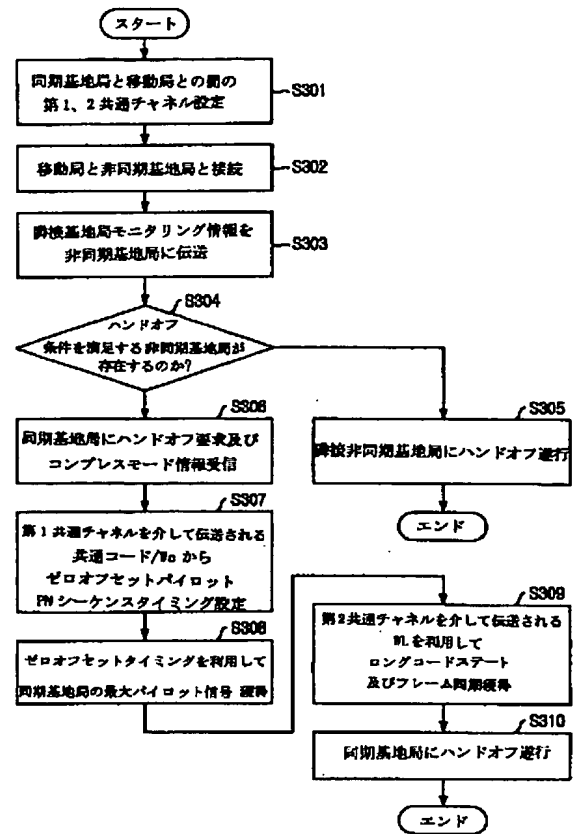 スタート
同期基地局と移動局との間の
第1、2共通チャネル設定
S301
移動局と非同期基地局と接続
S302
隣接基地局モニタリング情報を
非同期基地局に伝送
S303
S304
ハンドオフ
条件を満足する非同期基地局が
存在するのか?
S306
同期基地局にハンドオフ要求及び
コンプレスモード情報受信
S305
隣接非同期基地局にハンドオフ遂行
エンド
S307
第1共通チャネルを介して伝送される
共通コード/Wc から
ゼロオフセットパイロット
PNシーケンスタイミング設定
S308
ゼロオフセットタイミングを利用して
同期基地局の最大パイロット信号 獲得
S309
第2共通チャネルを介して伝送される
を利用して
ロングコードステート
及びフレーム同期獲得
S310
同期基地局にハンドオフ遂行
エンド